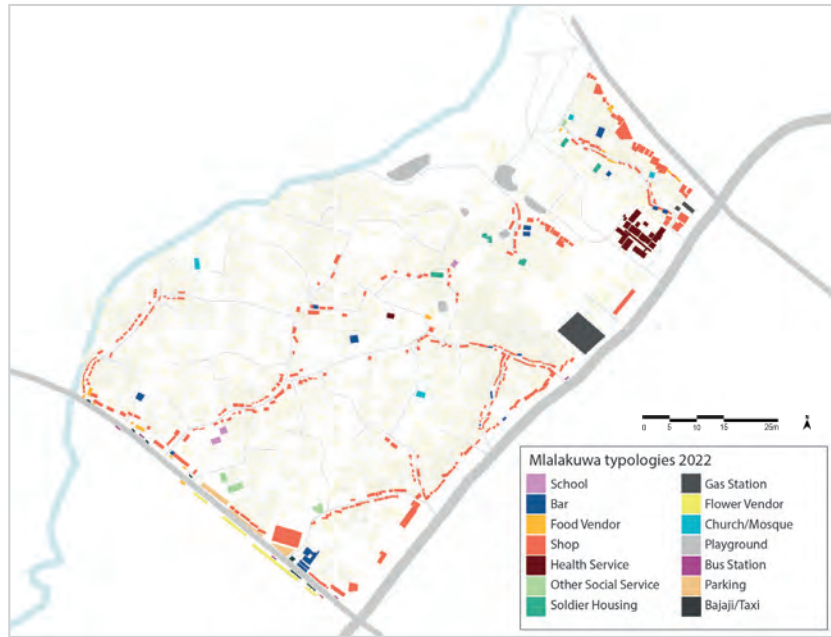 N
0 5 10 15 25m
Mlalakuwa typologies 2022
School
Bar
Food Vendor
Shop
Health Service
Other Social Service
Soldier Housing
Gas Station
Flower Vendor
Church/Mosque
Playground
Bus Station
Parking
Bajaji/Taxi